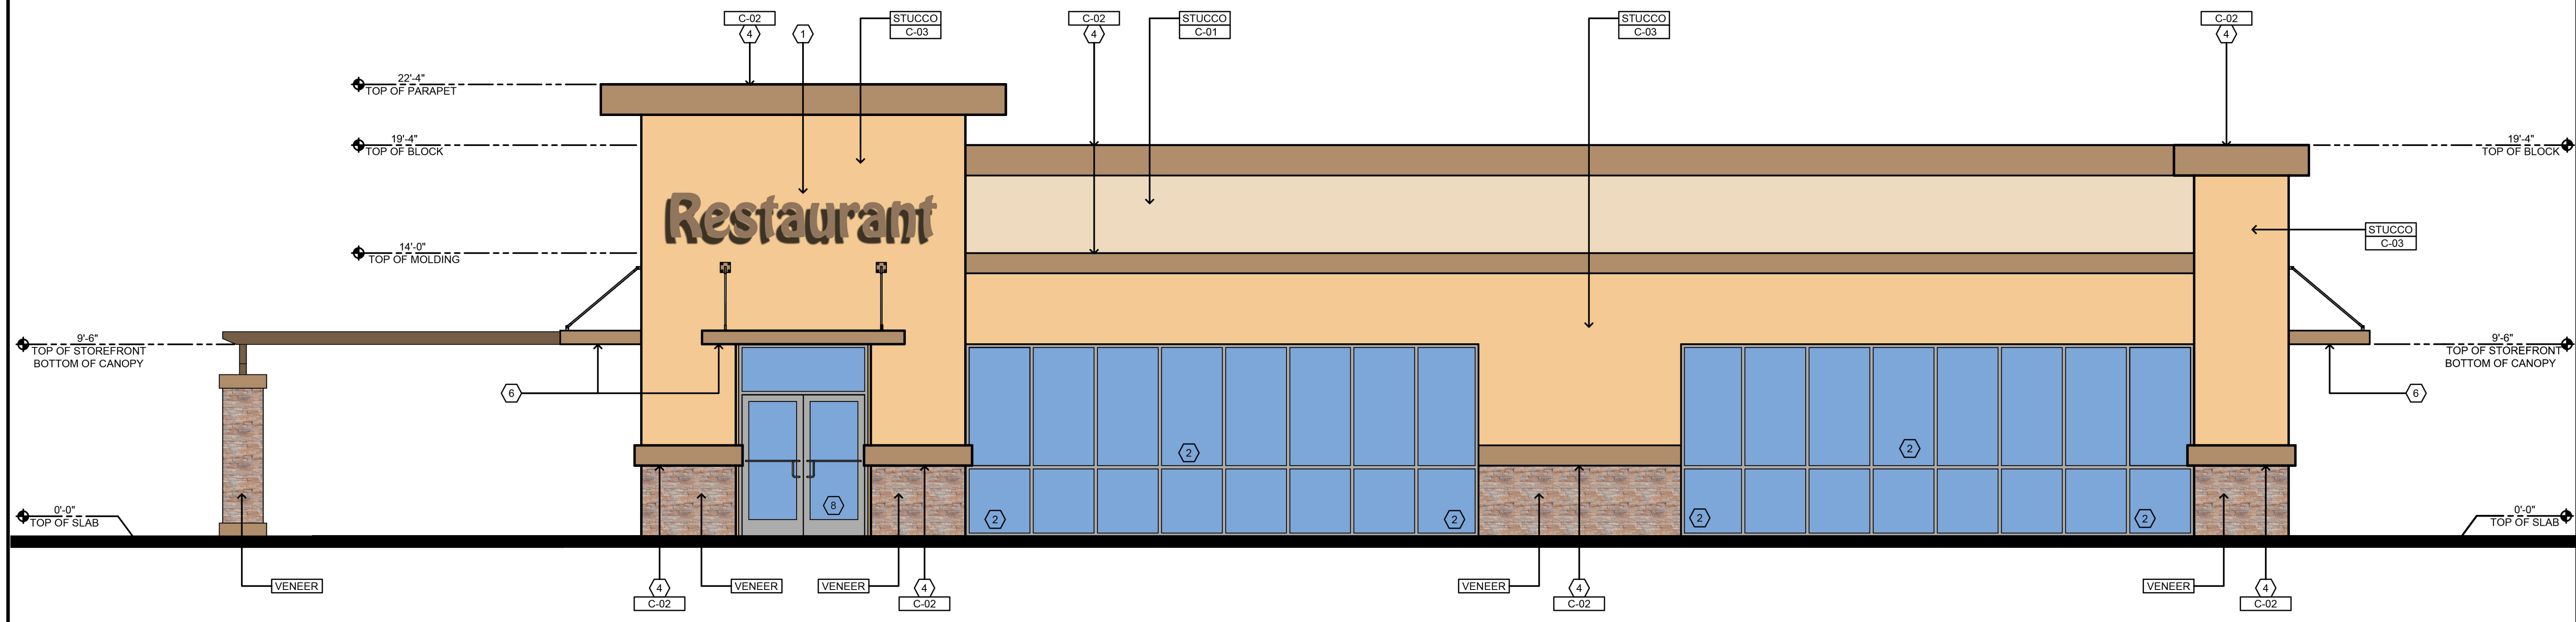 C-02
4
1
STUCCO
C-03
C-02
4
STUCCO
C-01
STUCCO
C-03
C-02
4
22'-4"
TOP OF PARAPET
19'-4"
TOP OF BLOCK
19'-4"
TOP OF BLOCK
Restaurant
STUCCO
C-03
14'-0"
TOP OF MOLDING
9'-6"
TOP OF STOREFRONT
BOTTOM OF CANOPY
9'-6"
TOP OF STOREFRONT
BOTTOM OF CANOPY
6
6
2
2
8
2
2
2
2
0'-0"
TOP OF SLAB
0'-0"
TOP OF SLAB
VENEER
4
C-02
VENEER
VENEER
4
C-02
VENEER
4
C-02
VENEER
4
C-02